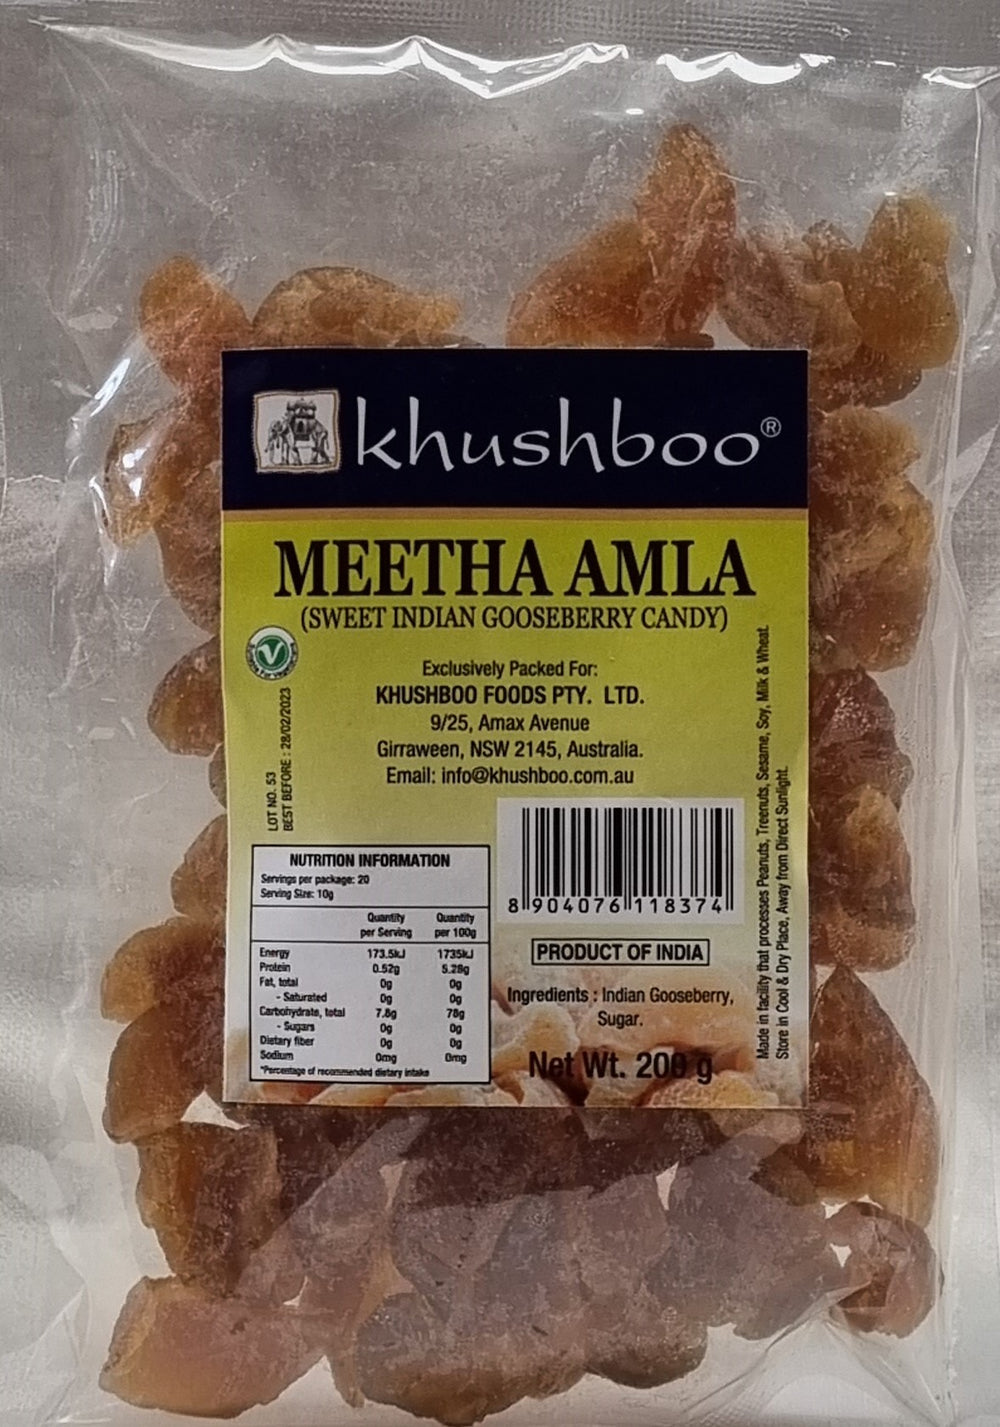 khushboo®
MEETHA AMLA
(SWEET INDIAN GOOSEBERRY CANDY)
V
Exclusively Packed For:
KHUSHBOO FOODS PTY. LTD.
9/25, Amax Avenue
Girraween, NSW 2145, Australia.
Email: info@khushboo.com.au
LOT NO. 53
BEST BEFORE : 28/02/2023
NUTRITION INFORMATION
Servings per package: 20
Serving Size: 10g
Quantity Quantity
per Serving per 100g
Energy 173.5kJ 1735kJ
Protein 0.52g 5.28g
Fat, total 0g 0g
- Saturated 0g 0g
Carbohydrate, total 7.8g 78g
- Sugars 0g 0g
Dietary fiber 0g 0g
Sodium 0mg 0mg
*Percentage of recommended dietary intake
8 904076 118374
PRODUCT OF INDIA
Ingredients : Indian Gooseberry,
Sugar.
Net Wt. 200 g
Made in facility that processes Peanuts, Treenuts, Sesame, Soy, Milk & Wheat.
Store in Cool & Dry Place, Away from Direct Sunlight.